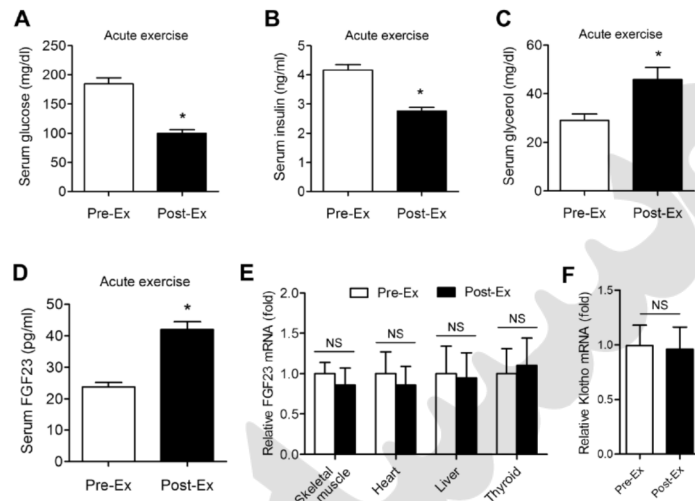 A
Acute exercise
Serum glucose (mg/dl)
250
200
150
100
50
0
*
Pre-Ex Post-Ex
B
Acute exercise
Serum insulin (ng/ml)
5
4
3
2
1
0
*
Pre-Ex Post-Ex
C
Acute exercise
Serum glycerol (mg/dl)
60
40
20
0
*
Pre-Ex Post-Ex
D
Acute exercise
Serum FGF23 (pg/ml)
50
40
30
20
10
0
*
Pre-Ex Post-Ex
E
Relative FGF23 mRNA (fold)
Pre-Ex Post-Ex
2.0
1.5
1.0
0.5
0.0
NS NS NS NS
Skeletal
muscle
Heart
Liver
Thyroid
F
Relative Klotho mRNA (fold)
1.5
1.0
0.5
0.0
NS
Pre-Ex
Post-Ex